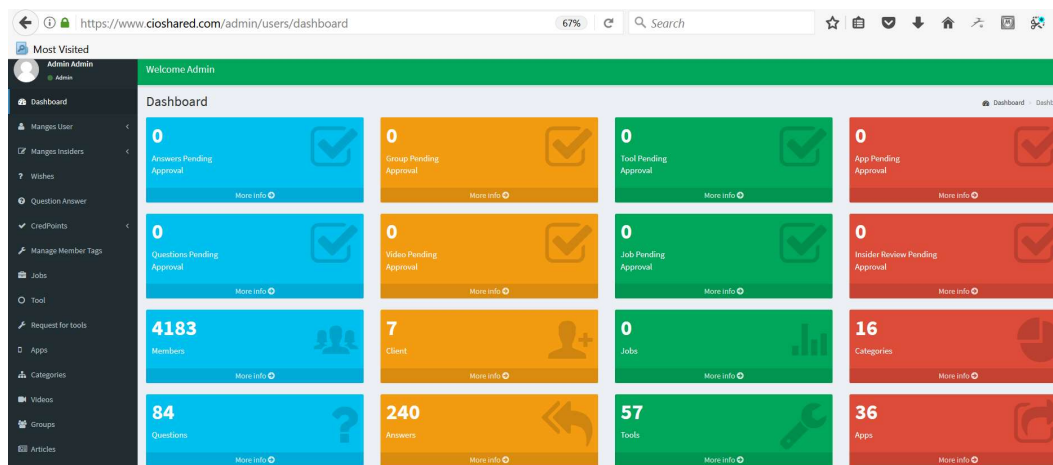 https://www.cioshared.com/admin/users/dashboard
67%
Search
Most Visited
Admin Admin
Admin
Welcome Admin
Dashboard
Dashboard
Manges User
Manges Insiders
Wishes
Question Answer
CredPoints
Manage Member Tags
Jobs
Tool
Request for tools
Apps
Categories
Videos
Groups
Articles
Dashboard
0
Answers Pending
Approval
More info
0
Group Pending
Approval
More info
0
Tool Pending
Approval
More info
0
App Pending
Approval
More info
0
Questions Pending
Approval
More info
0
Video Pending
Approval
More info
0
Job Pending
Approval
More info
0
Insider Review Pending
Approval
More info
4183
Members
More info
7
Client
More info
0
Jobs
More info
16
Categories
More info
84
Questions
More info
240
Answers
More info
57
Tools
More info
36
Apps
More info